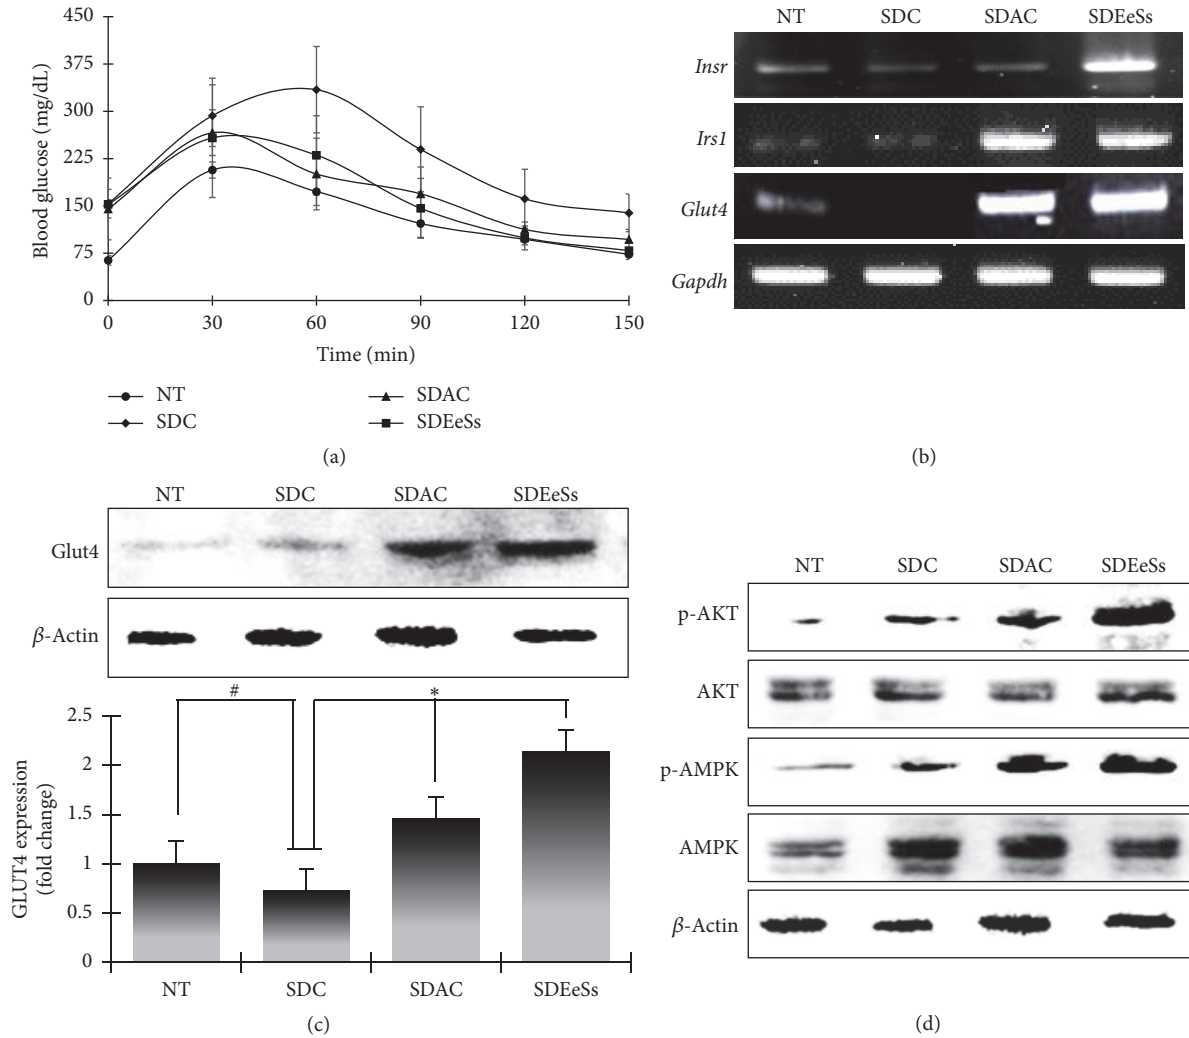 450
375
300
225
150
75
0
Blood glucose (mg/dL)
0 30 60 90 120 150
Time (min)
NT SDAC
SDC SDEeSs
(a)
NT SDC SDAC SDEeSs
Insr
Irs1
Glut4
Gapdh
(b)
NT SDC SDAC SDEeSs
Glut4
β-Actin
# *
2.5
2
1.5
1
0.5
0
GLUT4 expression
(fold change)
NT SDC SDAC SDEeSs
(c)
NT SDC SDAC SDEeSs
p-AKT
AKT
p-AMPK
AMPK
β-Actin
(d)